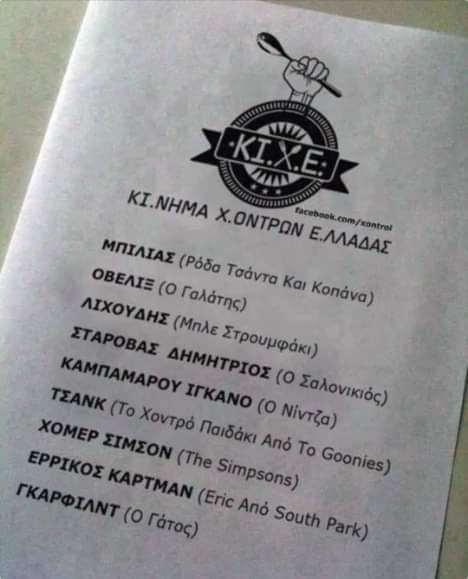 ΚΙ.Χ.Ε.
facebook.com/xontroi
ΚΙ.ΝΗΜΑ Χ.ΟΝΤΡΩΝ Ε.ΛΛΑΔΑΣ
ΜΠΙΛΙΑΣ (Ρόδα Τσάντα Και Κοπάνα)
ΟΒΕΛΙΞ (Ο Γαλάτης)
ΛΙΧΟΥΔΗΣ (Μπλε Στρουμφάκι)
ΣΤΑΡΟΒΑΣ ΔΗΜΗΤΡΙΟΣ (Ο Σαλονικιός)
ΚΑΜΠΑΜΑΡΟΥ ΙΓΚΑΝΟ (Ο Νίντζα)
ΤΣΑΝΚ (Το Χοντρό Παιδάκι Από Το Goonies)
ΧΟΜΕΡ ΣΙΜΣΟΝ (The Simpsons)
ΕΡΡΙΚΟΣ ΚΑΡΤΜΑΝ (Eric Από South Park)
ΓΚΑΡΦΙΛΝΤ (Ο Γάτος)